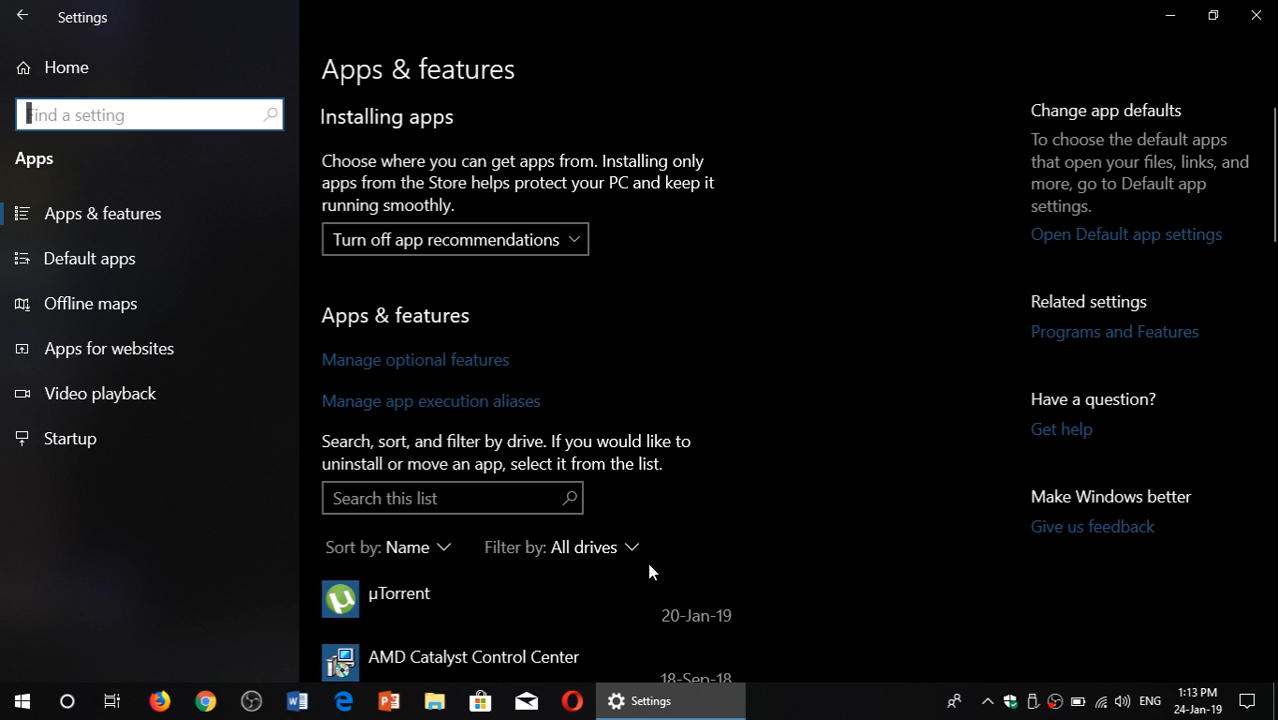 Settings
Home
Find a setting
Apps
Apps & features
Default apps
Offline maps
Apps for websites
Video playback
Startup
Apps & features
Installing apps
Choose where you can get apps from. Installing only
apps from the Store helps protect your PC and keep it
running smoothly.
Turn off app recommendations
Apps & features
Manage optional features
Manage app execution aliases
Search, sort, and filter by drive. If you would like to
uninstall or move an app, select it from the list.
Search this list
Sort by: Name
Filter by: All drives
µTorrent
20-Jan-19
AMD Catalyst Control Center
18-Sep-18
Change app defaults
To choose the default apps
that open your files, links, and
more, go to Default app
settings.
Open Default app settings
Related settings
Programs and Features
Have a question?
Get help
Make Windows better
Give us feedback
Settings
ENG
1:13 PM
24-Jan-19